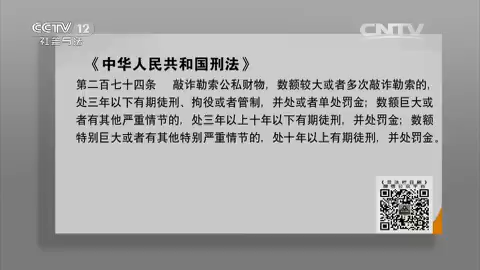 CCTV 12
社会与法
CNTV
《中华人民共和国刑法》
第二百七十四条　敲诈勒索公私财物，数额较大或者多次敲诈勒索的，
处三年以下有期徒刑、拘役或者管制，并处或者单处罚金；数额巨大或
者有其他严重情节的，处三年以上十年以下有期徒刑，并处罚金；数额
特别巨大或者有其他特别严重情节的，处十年以上有期徒刑，并处罚金。